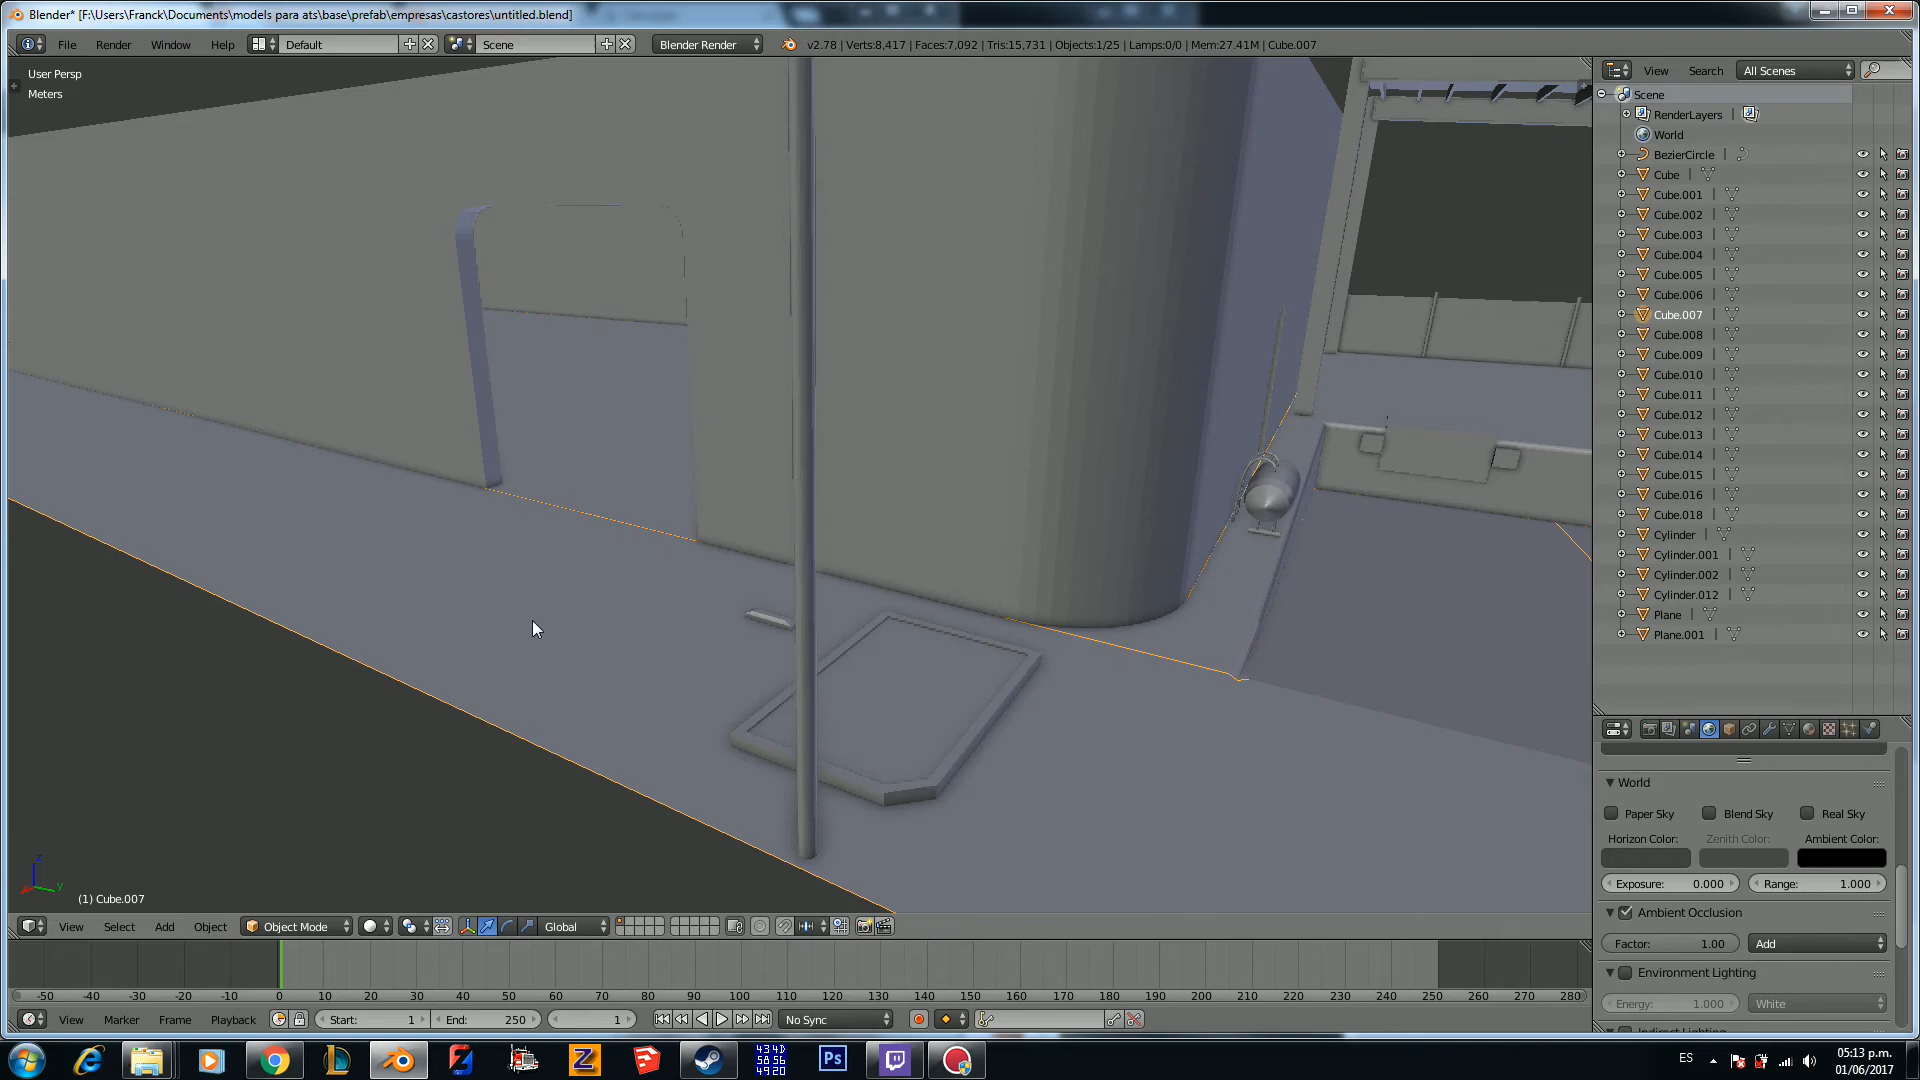 Blender* [F:\Users\Franck\Documents\models para ats\base\prefab\empresas\castores\untitled.blend]
File Render Window Help Default Scene Blender Render v2.78 | Verts:8,417 | Faces:7,092 | Tris:15,731 | Objects:1/25 | Lamps:0/0 | Mem:27.41M | Cube.007
User Persp
Meters
View Search All Scenes
Scene
RenderLayers
World
BezierCircle
Cube
Cube.001
Cube.002
Cube.003
Cube.004
Cube.005
Cube.006
Cube.007
Cube.008
Cube.009
Cube.010
Cube.011
Cube.012
Cube.013
Cube.014
Cube.015
Cube.016
Cube.018
Cylinder
Cylinder.001
Cylinder.002
Cylinder.012
Plane
Plane.001
World
Paper Sky Blend Sky Real Sky
Horizon Color: Zenith Color: Ambient Color:
Exposure: 0.000 Range: 1.000
Ambient Occlusion
Factor: 1.00 Add
Environment Lighting
Energy: 1.000 White
Indirect Lighting
z
y
(1) Cube.007
View Select Add Object Object Mode Global
-50 -40 -30 -20 -10 0 10 20 30 40 50 60 70 80 90 100 110 120 130 140 150 160 170 180 190 200 210 220 230 240 250 260 270 280
View Marker Frame Playback Start: 1 End: 250 1 No Sync
434D
5856
4920
Ps
ES
05:13 p.m.
01/06/2017